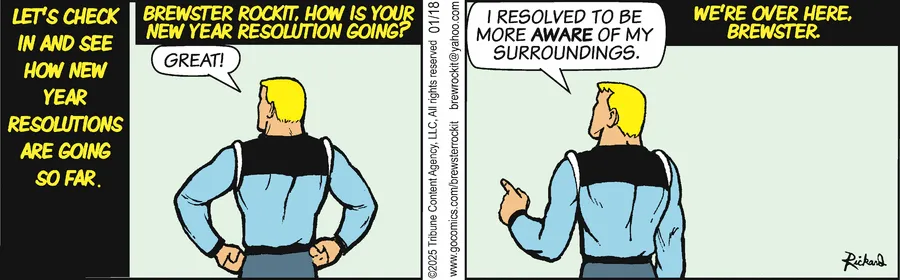 LET'S CHECK
IN AND SEE
HOW NEW
YEAR
RESOLUTIONS
ARE GOING
SO FAR.
BREWSTER ROCKIT, HOW IS YOUR
NEW YEAR RESOLUTION GOING?
GREAT!
©2025 Tribune Content Agency, LLC, All rights reserved 01/18
www.gocomics.com/brewsterrockit brewrockit@yahoo.com
I RESOLVED TO BE
MORE AWARE OF MY
SURROUNDINGS.
WE'RE OVER HERE,
BREWSTER.
Rickard